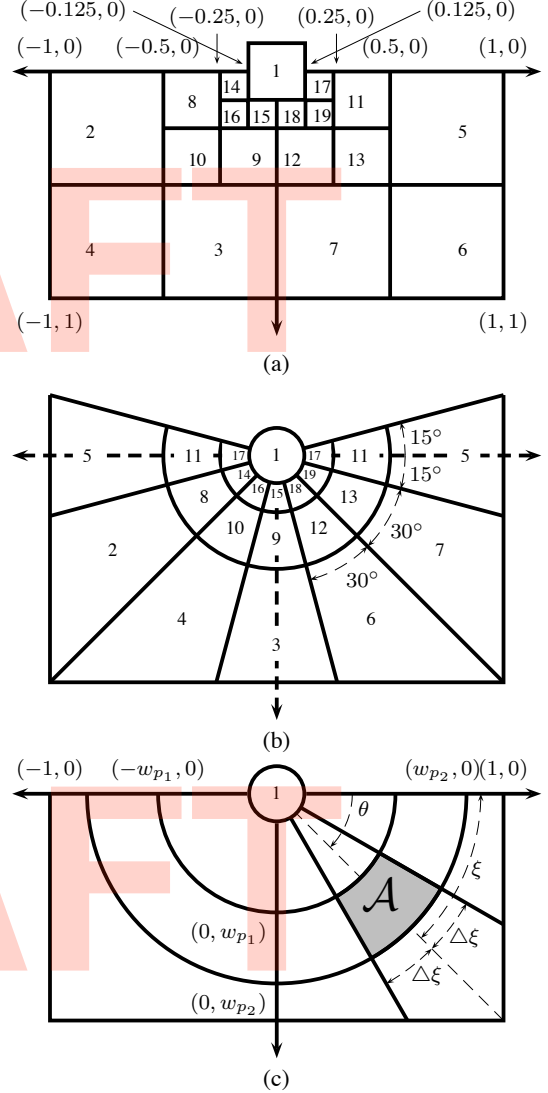 (−0.125, 0) (−0.25, 0) (0.25, 0) (0.125, 0)
(−1, 0) (−0.5, 0) (0.5, 0) (1, 0)
1
14 17
8 11
2 16 15 18 19 5
10 9 12 13
4 3 7 6
(−1, 1) (1, 1)
(a)
15°
5 11 17 1 17 11 5
14 19 15°
8 16 15 18 13
10 12 30°
2 9 7
30°
4 6
3
(b)
(−1, 0) (−w_{p_1}, 0) (w_{p_2}, 0) (1, 0)
1
θ
ξ
𝒜
(0, w_{p_1}) △ξ
△ξ
(0, w_{p_2})
(c)
AFT
AFT